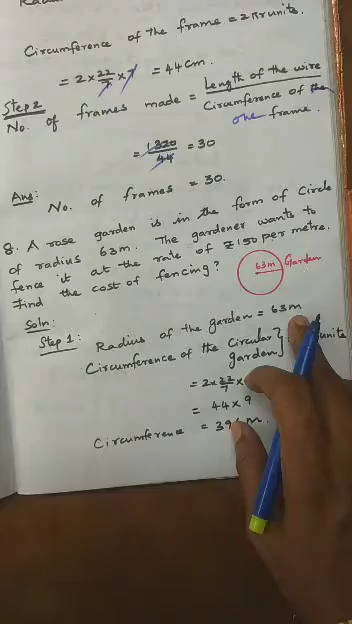 Circumference of the frame = 2πr units.
= 2 × 22/7 × 7 = 44 cm.
Step 2
No. of frames made = Length of the wire / Circumference of the one frame.
= 1320/44 = 30
Ans:
No. of frames = 30.
8. A rose garden is in the form of Circle
of radius 63m. The gardener wants to
fence it at the rate of ₹150 per metre.
Find the cost of fencing?
63m Garden
Soln:
Step 1: Radius of the garden = 63m
Circumference of the Circular garden} units
= 2 × 22/7 ×
= 44 × 9
Circumference = 39 m.